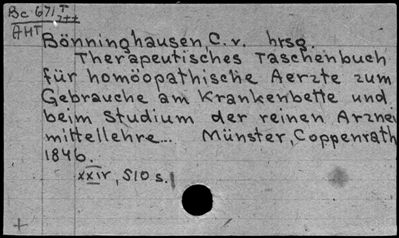 Bc 671 T
7++
AHT
Bönninghausen, C. v. hrsg.
Therapeutisches Taschenbuch
für homöopathische Aerzte zum
Gebrauche am Krankenbette und
beim Studium der reinen Arznei
mittellehre... Münster, Coppenrath
1846.
xxiv, 510 s.